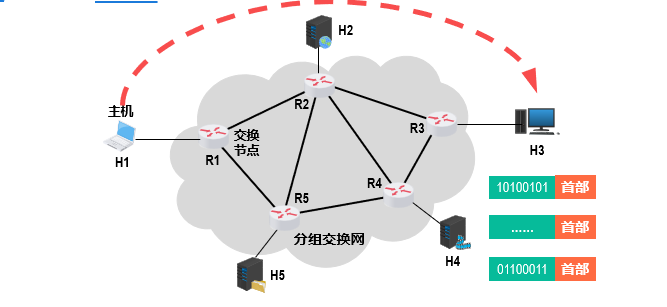 H2
主机
R2
交换
节点
R3
H1
R1
H3
R4
R5
10100101 首部
...... 首部
分组交换网
H4
01100011 首部
H5